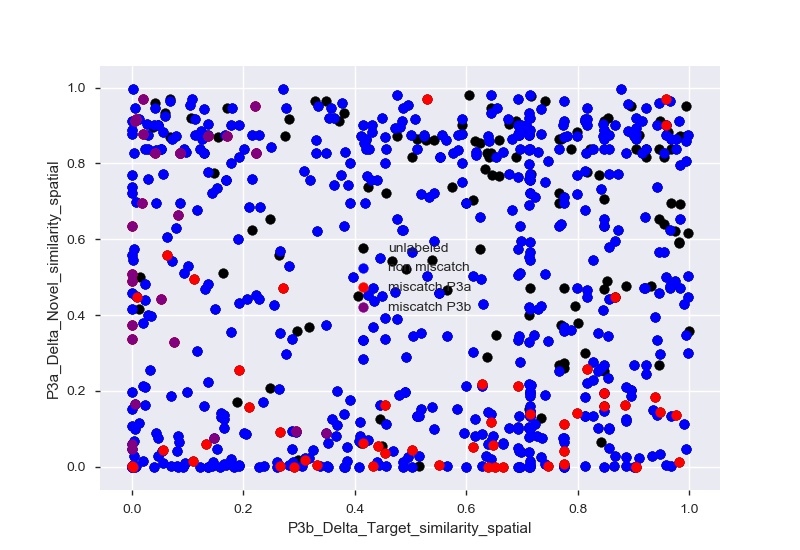 1.0
0.8
0.6
0.4
0.2
0.0
P3a_Delta_Novel_similarity_spatial
unlabeled
miscatch
miscatch P3a
miscatch P3b
0.0 0.2 0.4 0.6 0.8 1.0
P3b_Delta_Target_similarity_spatial